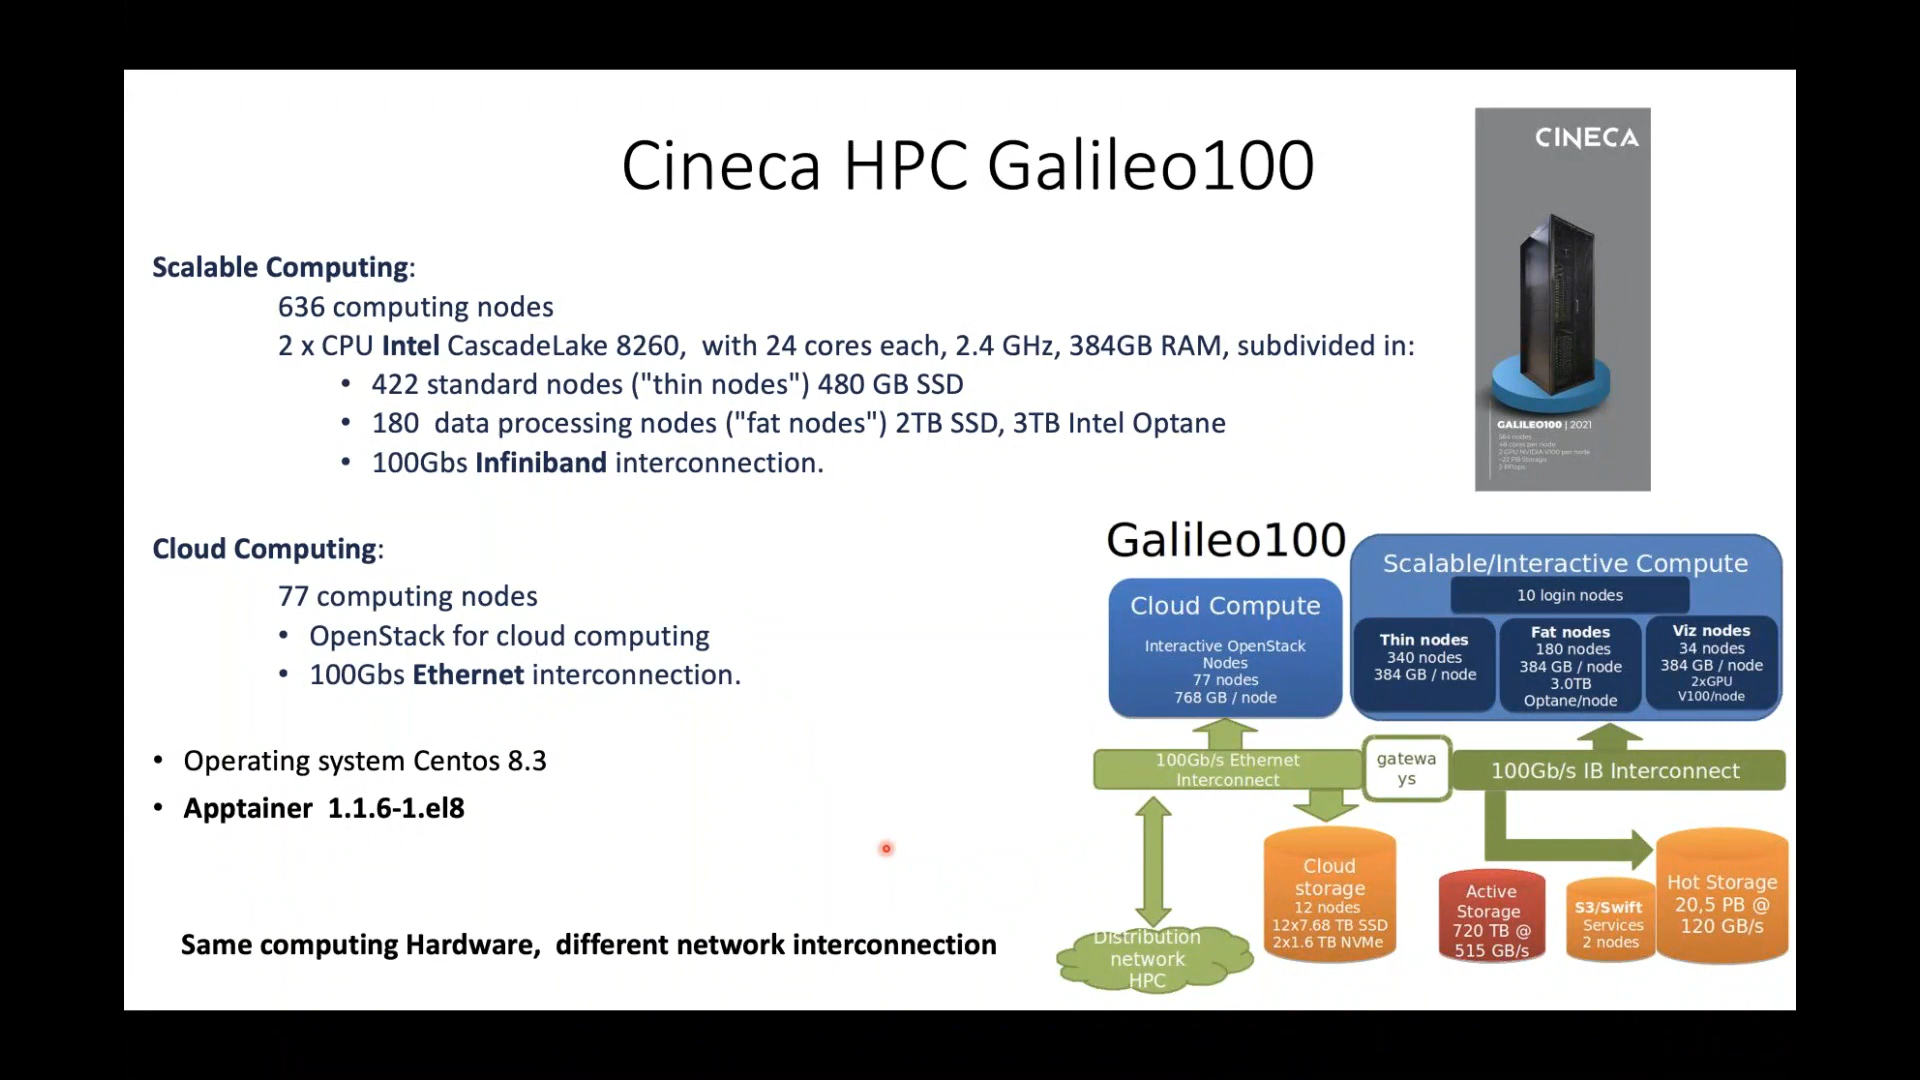 Cineca HPC Galileo100
CINECA
GALILEO100 | 2021
Scalable Computing:
636 computing nodes
2 x CPU Intel CascadeLake 8260,  with 24 cores each, 2.4 GHz, 384GB RAM, subdivided in:
• 422 standard nodes ("thin nodes") 480 GB SSD
• 180  data processing nodes ("fat nodes") 2TB SSD, 3TB Intel Optane
• 100Gbs Infiniband interconnection.
Cloud Computing:
77 computing nodes
• OpenStack for cloud computing
• 100Gbs Ethernet interconnection.
• Operating system Centos 8.3
• Apptainer  1.1.6-1.el8
Same computing Hardware,  different network interconnection
Galileo100
Cloud Compute
Interactive OpenStack
Nodes
77 nodes
768 GB / node
Scalable/Interactive Compute
10 login nodes
Thin nodes
340 nodes
384 GB / node
Fat nodes
180 nodes
384 GB / node
3.0TB
Optane/node
Viz nodes
34 nodes
384 GB / node
2xGPU
V100/node
100Gb/s Ethernet
Interconnect
gatewa
ys
100Gb/s IB Interconnect
Distribution
network
HPC
Cloud
storage
12 nodes
12x7.68 TB SSD
2x1.6 TB NVMe
Active
Storage
720 TB @
515 GB/s
S3/Swift
Services
2 nodes
Hot Storage
20,5 PB @
120 GB/s